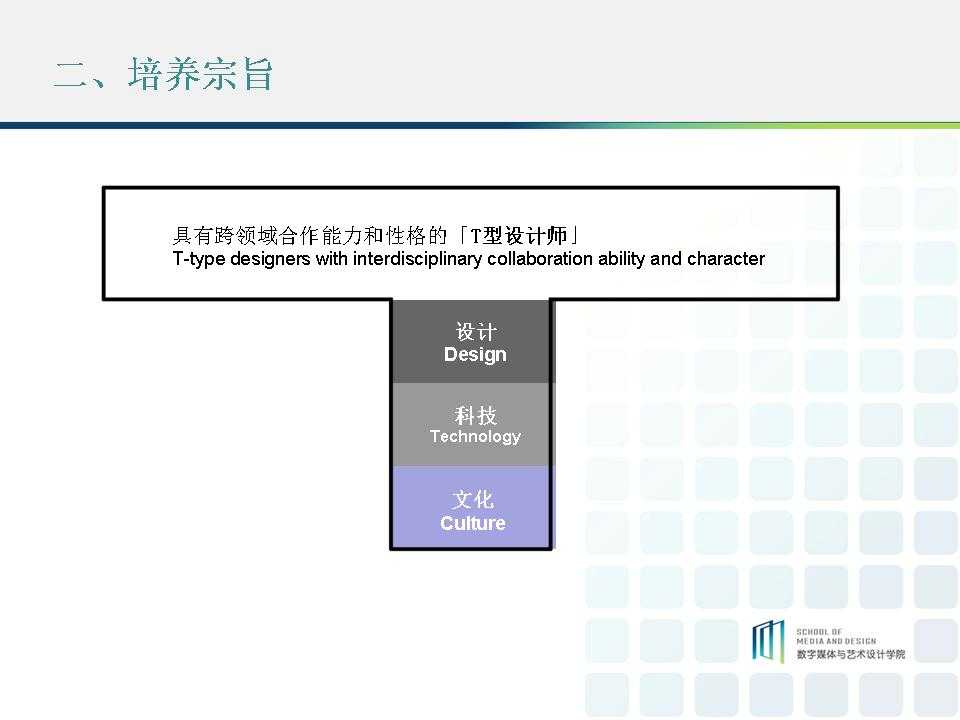 二、培养宗旨
具有跨领域合作能力和性格的「T型设计师」
T-type designers with interdisciplinary collaboration ability and character
设计
Design
科技
Technology
文化
Culture
SCHOOL OF
MEDIA AND DESIGN
数字媒体与艺术设计学院